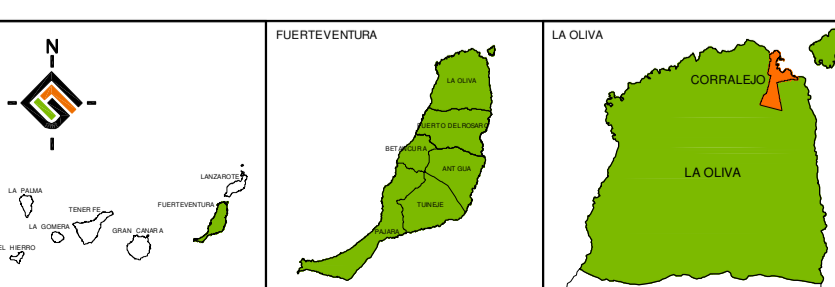 N
LA PALMA
TENERIFE
LA GOMERA
EL HIERRO
GRAN CANARIA
FUERTEVENTURA
LANZAROTE
FUERTEVENTURA
LA OLIVA
PUERTO DEL ROSARIO
BETANCURIA
ANTIGUA
TUINEJE
PAJARA
LA OLIVA
CORRALEJO
LA OLIVA